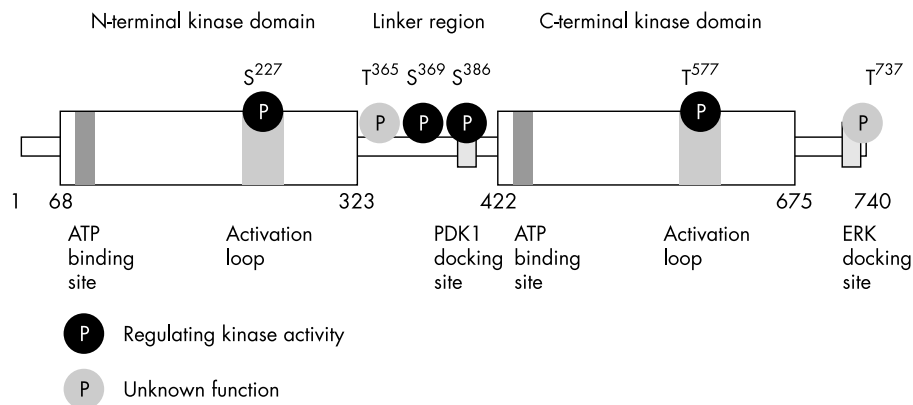 N-terminal kinase domain Linker region C-terminal kinase domain
S227 T365 S369 S386 T577 T737
P P P P P P
1 68 323 422 675 740
ATP binding site
Activation loop
PDK1 docking site
ATP binding site
Activation loop
ERK docking site
P Regulating kinase activity
P Unknown function